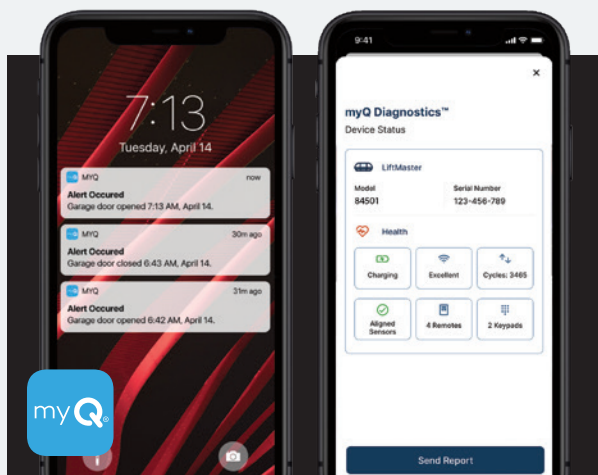 7:13
Tuesday, April 14
MYQ now
Alert Occured
Garage door opened 7:13 AM, April 14.
MYQ 30m ago
Alert Occured
Garage door closed 6:43 AM, April 14.
MYQ 31m ago
Alert Occured
Garage door opened 6:42 AM, April 14.
myQ®
9:41
×
myQ Diagnostics™
Device Status
LiftMaster
Model Serial Number
84501 123-456-789
Health
Charging Excellent Cycles: 3465
Aligned
Sensors 4 Remotes 2 Keypads
Send Report